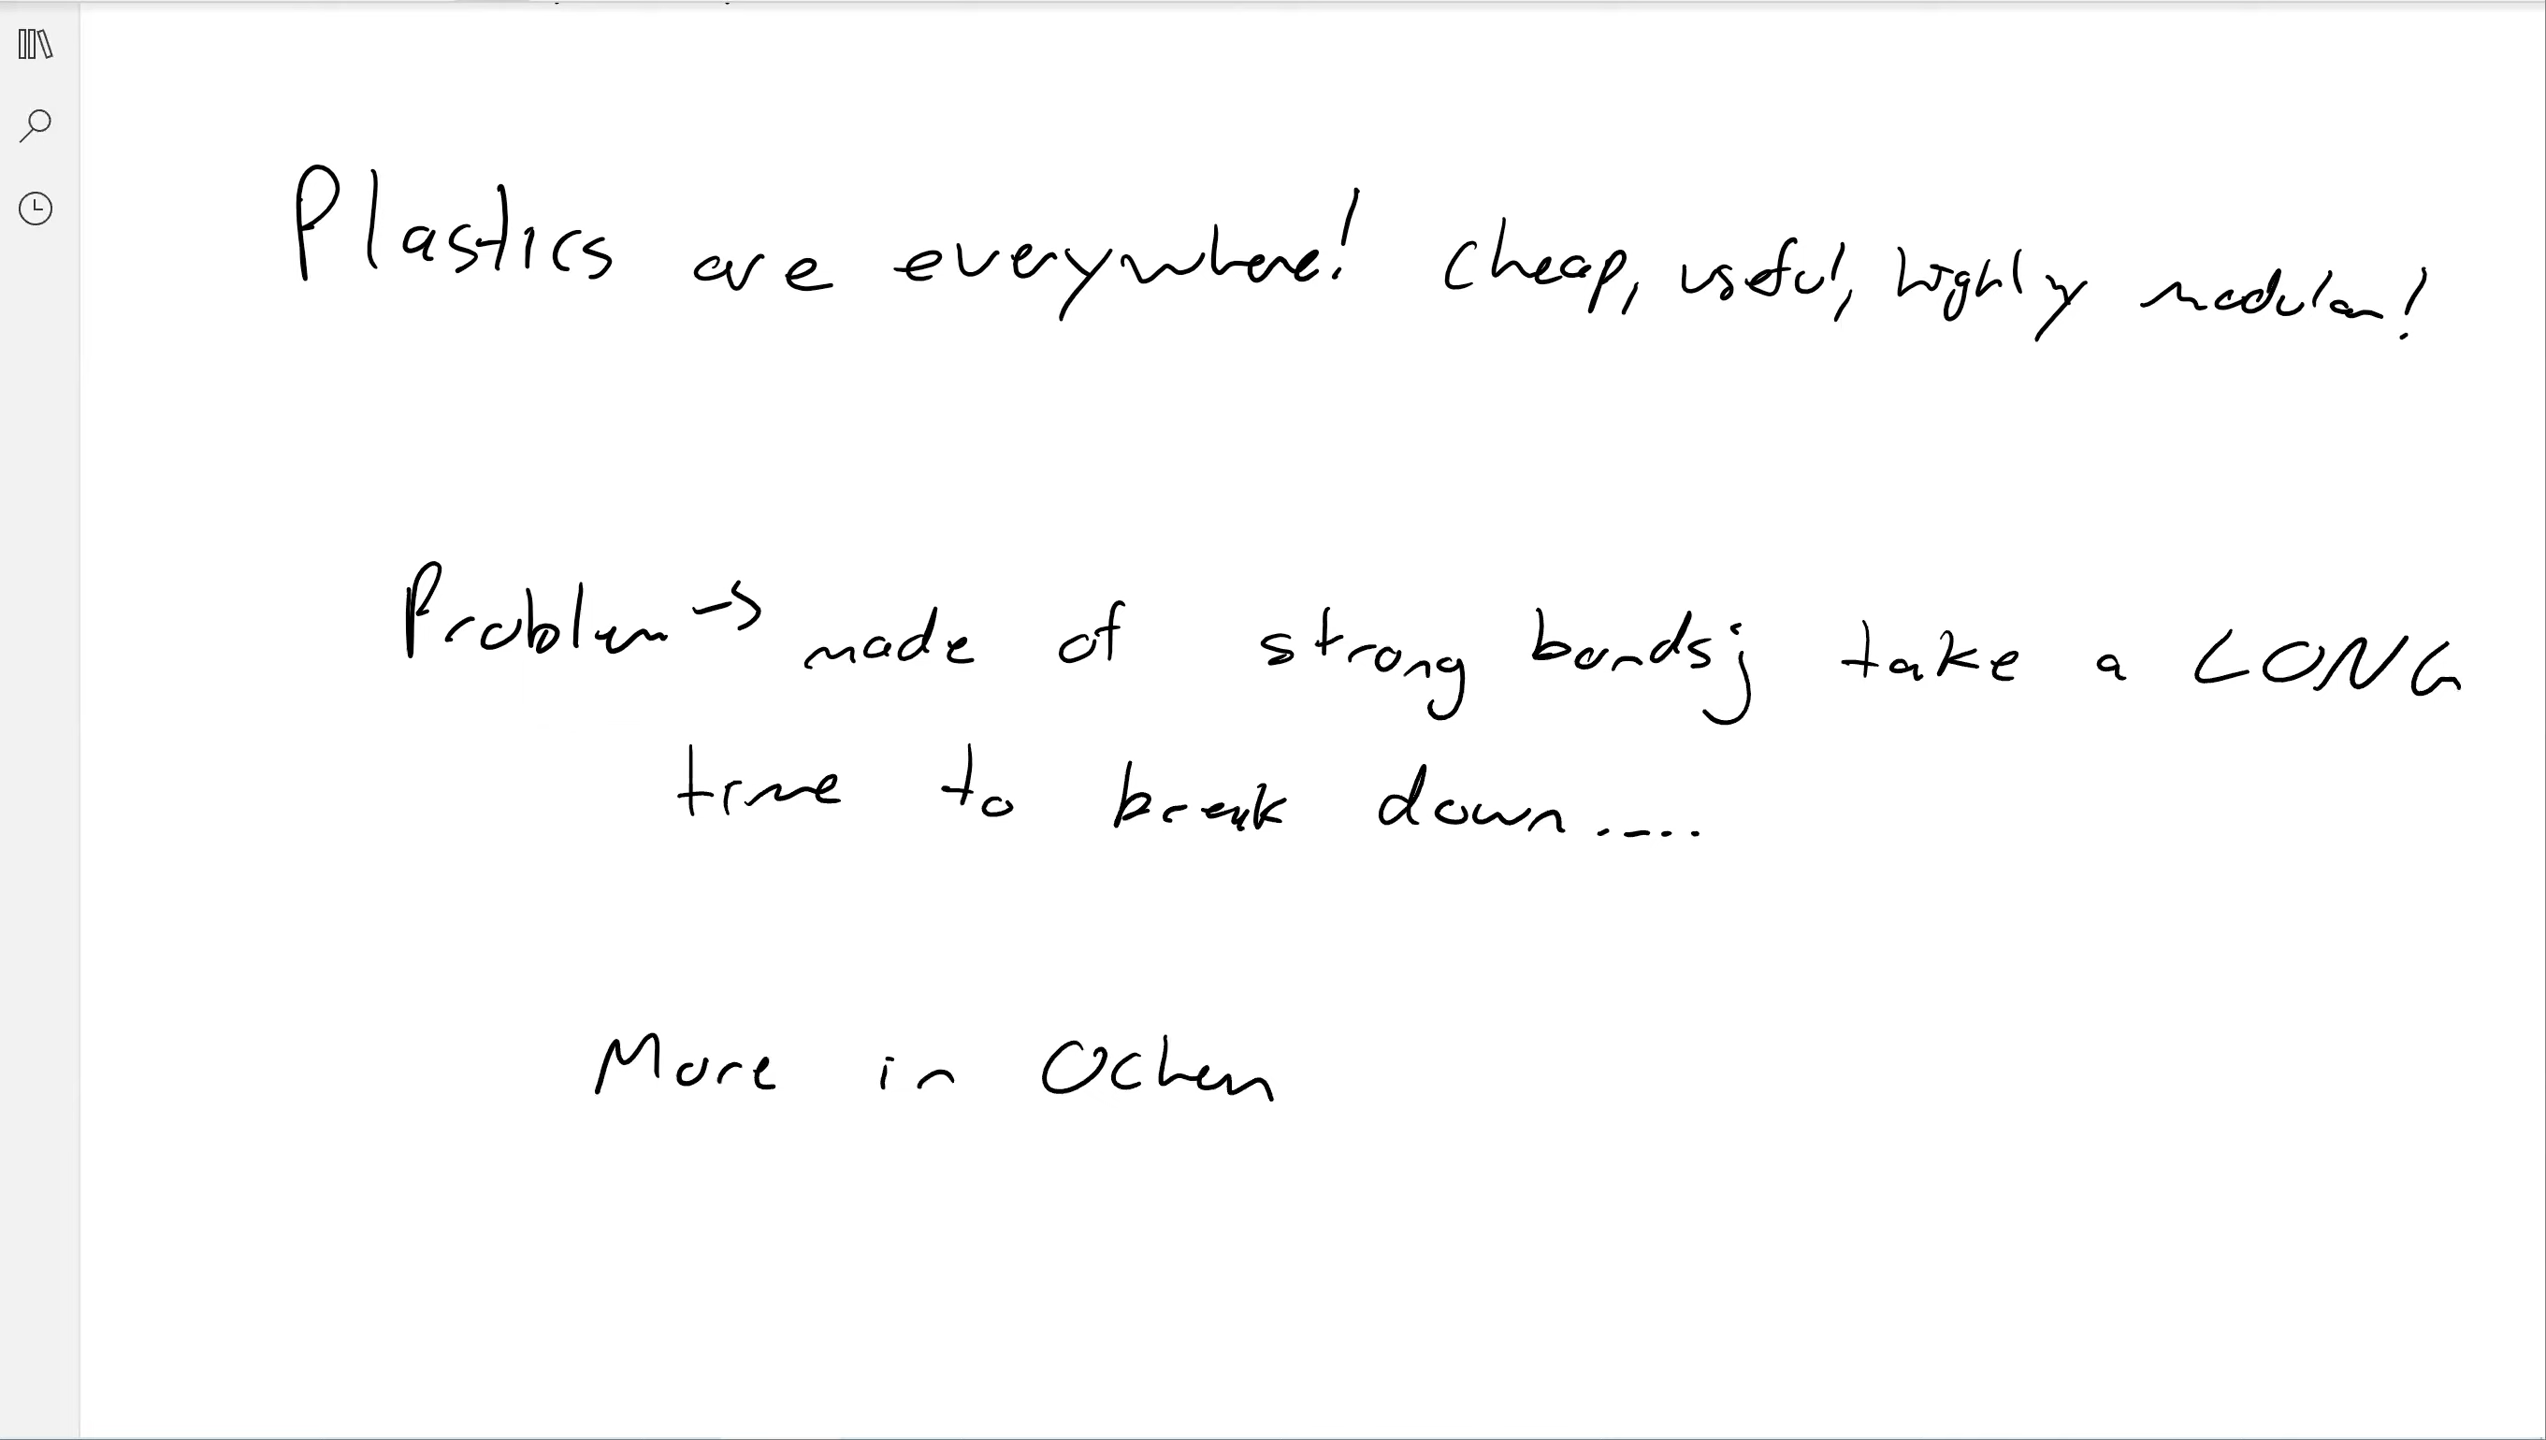 Plastics are everywhere! Cheap, useful, highly modular!
Problem → made of strong bonds; take a LONG
time to break down.....
More in Ochem